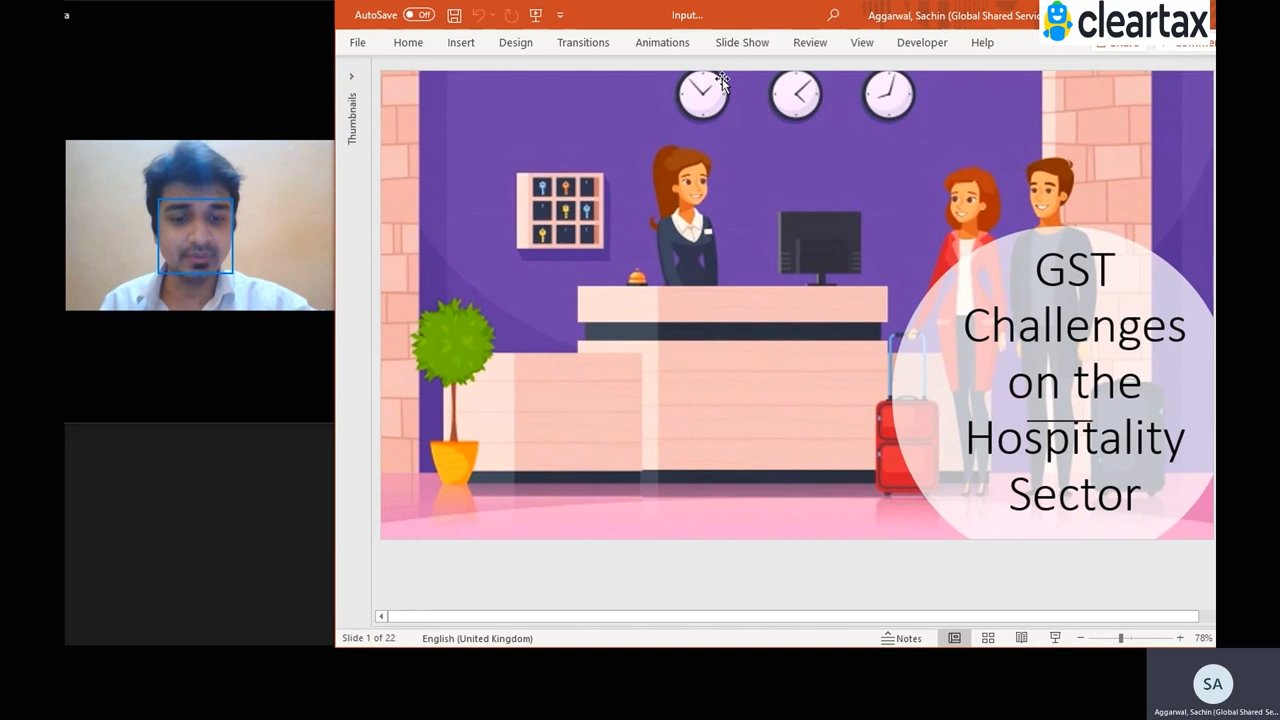 a
AutoSave Off
Input...
Aggarwal, Sachin (Global Shared Servi
cleartax
File Home Insert Design Transitions Animations Slide Show Review View Developer Help
Thumbnails
GST
Challenges
on the
Hospitality
Sector
Slide 1 of 22
English (United Kingdom)
Notes
78%
SA
Aggarwal, Sachin (Global Shared Se...